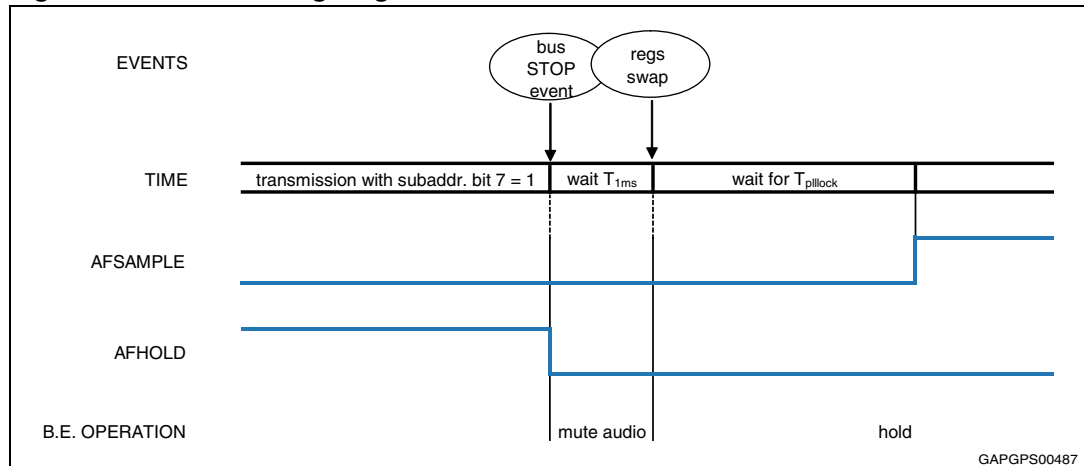 bus
STOP
event
regs
swap
EVENTS
TIME
transmission with subaddr. bit 7 = 1
wait T1ms
wait for Tplllock
AFSAMPLE
AFHOLD
B.E. OPERATION
mute audio
hold
GAPGPS00487